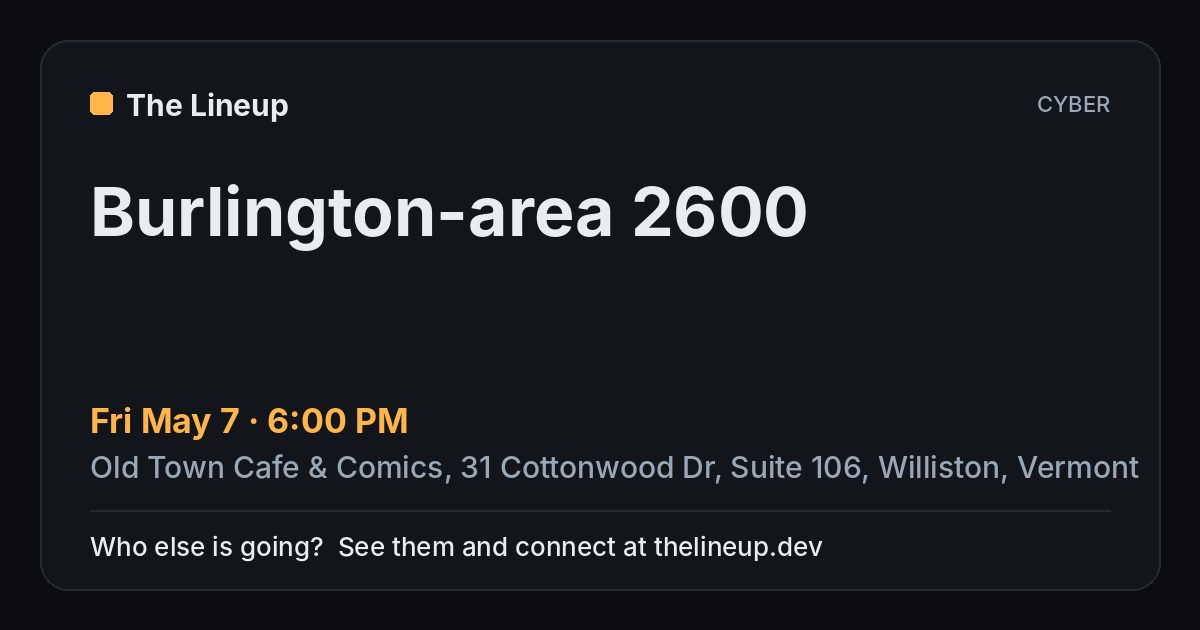 The Lineup
CYBER
Burlington-area 2600
Fri May 7 · 6:00 PM
Old Town Cafe & Comics, 31 Cottonwood Dr, Suite 106, Williston, Vermont
Who else is going?  See them and connect at thelineup.dev